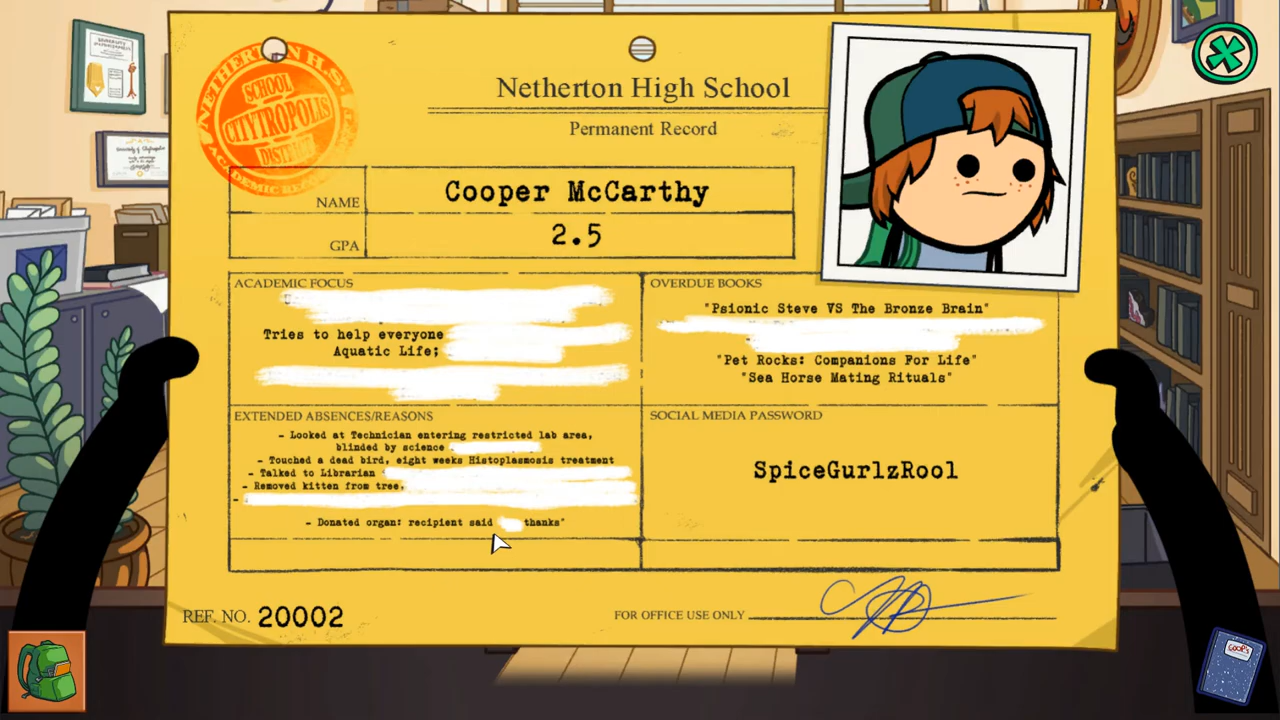 NETHERTON H.S.
SCHOOL
CITYTROPOLIS
DISTRICT
Netherton High School
Permanent Record
NAME
Cooper McCarthy
GPA
2.5
ACADEMIC FOCUS
Tries to help everyone
Aquatic Life;
OVERDUE BOOKS
"Psionic Steve VS The Bronze Brain"
"Pet Rocks: Companions For Life"
"Sea Horse Mating Rituals"
EXTENDED ABSENCES/REASONS
- Looked at Technician entering restricted lab area,
blinded by science
- Touched a dead bird, eight weeks Histoplasmosis treatment
- Talked to Librarian
- Removed kitten from tree,
-
- Donated organ: recipient said thanks"
SOCIAL MEDIA PASSWORD
SpiceGurlzRool
REF. NO. 20002
FOR OFFICE USE ONLY
COOP'S